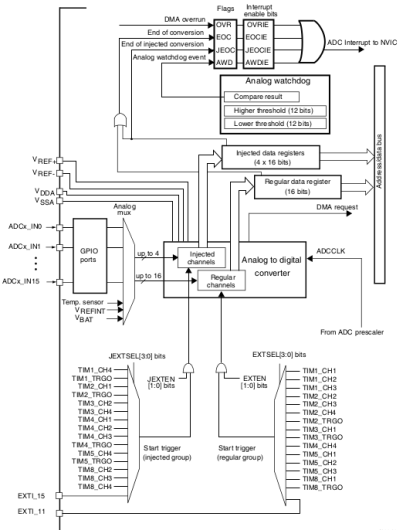 Flags
Interrupt
enable bits
DMA overrun
OVR
OVRIE
End of conversion
EOC
EOCIE
ADC Interrupt to NVIC
End of injected conversion
JEOC
JEOCIE
Analog watchdog event
AWD
AWDIE
Analog watchdog
Compare result
Higher threshold (12 bits)
Lower threshold (12 bits)
Address/data bus
Injected data registers
(4 x 16 bits)
Regular data register
(16 bits)
VREF+
VREF-
VDDA
VSSA
Analog
mux
DMA request
ADCx_IN0
ADCx_IN1
ADCx_IN15
GPIO
ports
up to 4
up to 16
Injected
channels
Regular
channels
Analog to digital
converter
ADCCLK
Temp. sensor
VREFINT
VBAT
From ADC prescaler
JEXTSEL[3:0] bits
EXTSEL[3:0] bits
JEXTEN
[1:0] bits
EXTEN
[1:0] bits
TIM1_CH4
TIM1_TRGO
TIM2_CH1
TIM2_TRGO
TIM3_CH2
TIM3_CH4
TIM4_CH1
TIM4_CH2
TIM4_CH3
TIM4_TRGO
TIM5_CH4
TIM5_TRGO
TIM8_CH2
TIM8_CH3
TIM8_CH4
Start trigger
(injected group)
Start trigger
(regular group)
TIM1_CH1
TIM1_CH2
TIM1_CH3
TIM2_CH2
TIM2_CH3
TIM2_CH4
TIM2_TRGO
TIM3_CH1
TIM3_TRGO
TIM4_CH4
TIM5_CH1
TIM5_CH2
TIM5_CH3
TIM8_CH1
TIM8_TRGO
EXTI_15
EXTI_11